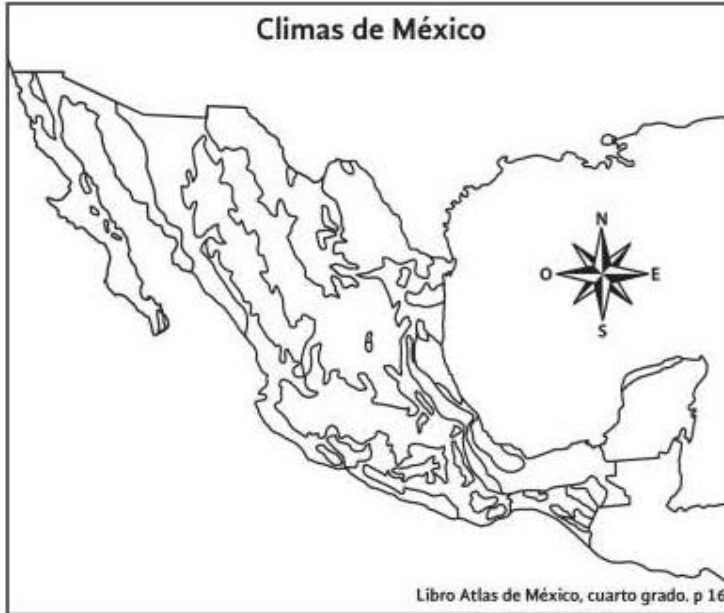 Climas de México
N
O
E
S
Libro Atlas de México, cuarto grado. p 16